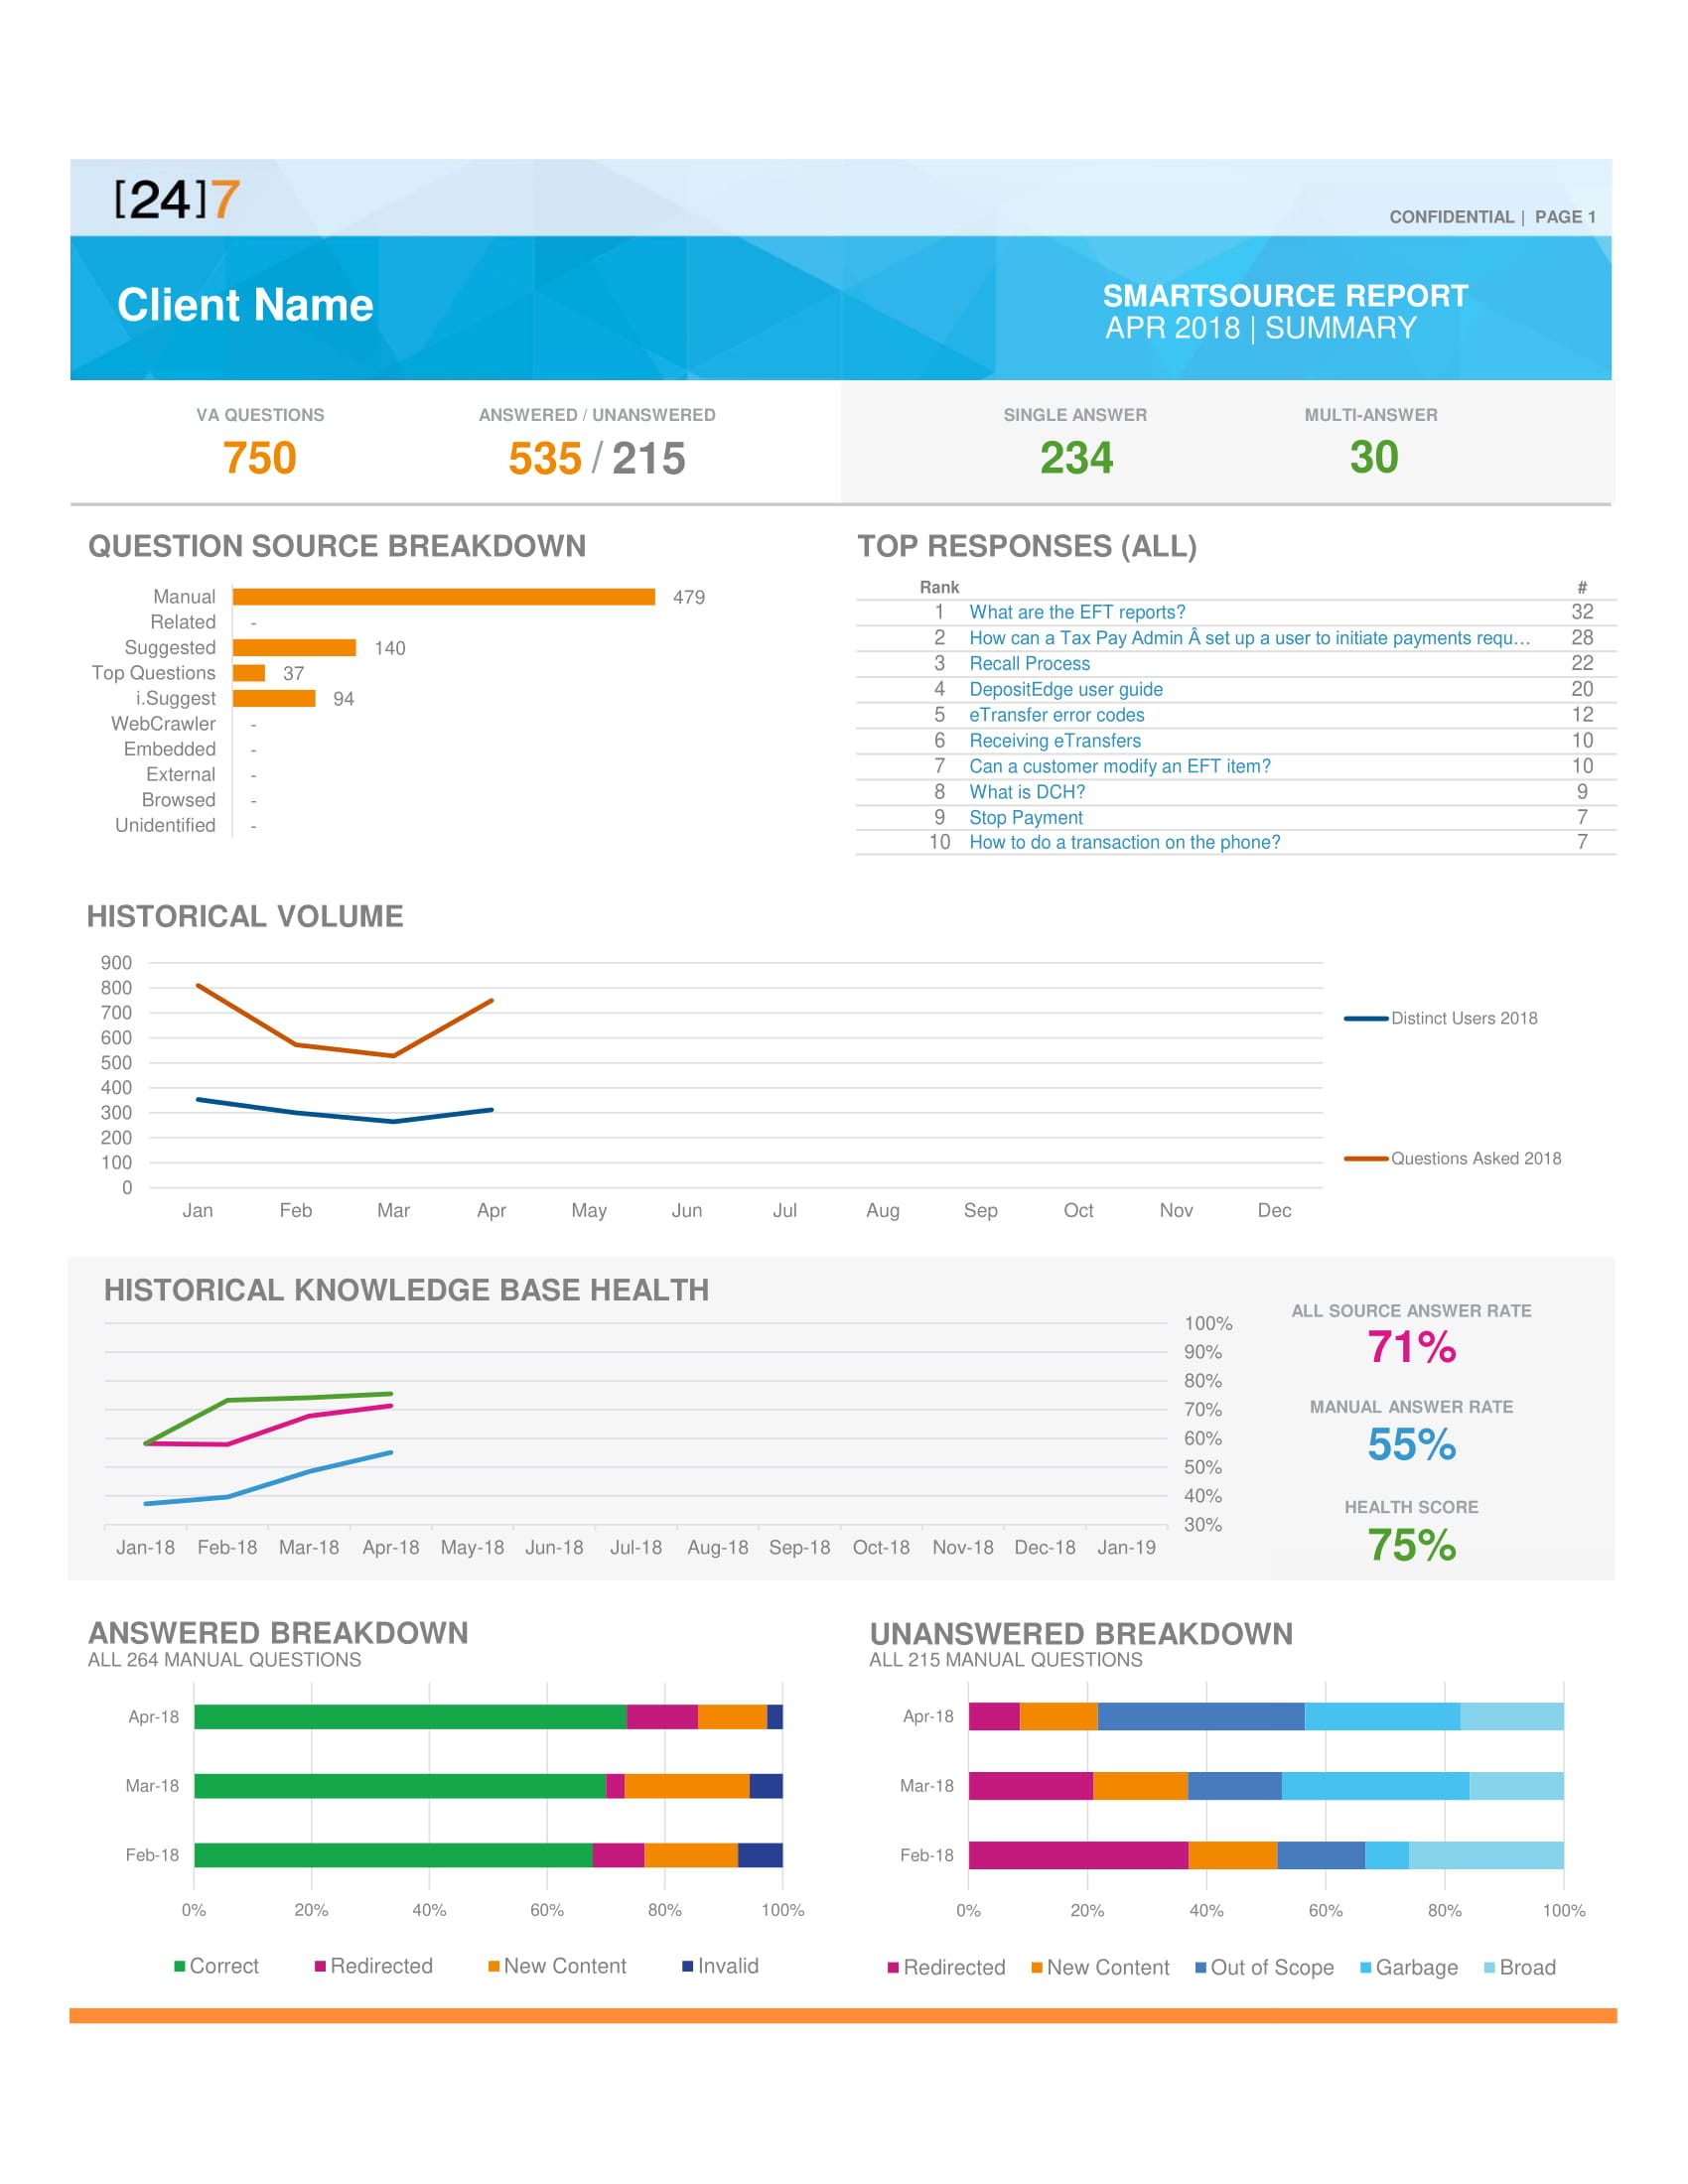 [24]7
CONFIDENTIAL | PAGE 1
Client Name
SMARTSOURCE REPORT
APR 2018 | SUMMARY
VA QUESTIONS
750
ANSWERED / UNANSWERED
535 / 215
SINGLE ANSWER
234
MULTI-ANSWER
30
QUESTION SOURCE BREAKDOWN
Manual 479
Related -
Suggested 140
Top Questions 37
i.Suggest 94
WebCrawler -
Embedded -
External -
Browsed -
Unidentified -
TOP RESPONSES (ALL)
Rank #
1 What are the EFT reports? 32
2 How can a Tax Pay Admin Â set up a user to initiate payments requ... 28
3 Recall Process 22
4 DepositEdge user guide 20
5 eTransfer error codes 12
6 Receiving eTransfers 10
7 Can a customer modify an EFT item? 10
8 What is DCH? 9
9 Stop Payment 7
10 How to do a transaction on the phone? 7
HISTORICAL VOLUME
900
800
700
600
500
400
300
200
100
0
Jan Feb Mar Apr May Jun Jul Aug Sep Oct Nov Dec
Distinct Users 2018
Questions Asked 2018
HISTORICAL KNOWLEDGE BASE HEALTH
100%
90%
80%
70%
60%
50%
40%
30%
Jan-18 Feb-18 Mar-18 Apr-18 May-18 Jun-18 Jul-18 Aug-18 Sep-18 Oct-18 Nov-18 Dec-18 Jan-19
ALL SOURCE ANSWER RATE
71%
MANUAL ANSWER RATE
55%
HEALTH SCORE
75%
ANSWERED BREAKDOWN
ALL 264 MANUAL QUESTIONS
Apr-18
Mar-18
Feb-18
0% 20% 40% 60% 80% 100%
Correct Redirected New Content Invalid
UNANSWERED BREAKDOWN
ALL 215 MANUAL QUESTIONS
Apr-18
Mar-18
Feb-18
0% 20% 40% 60% 80% 100%
Redirected New Content Out of Scope Garbage Broad